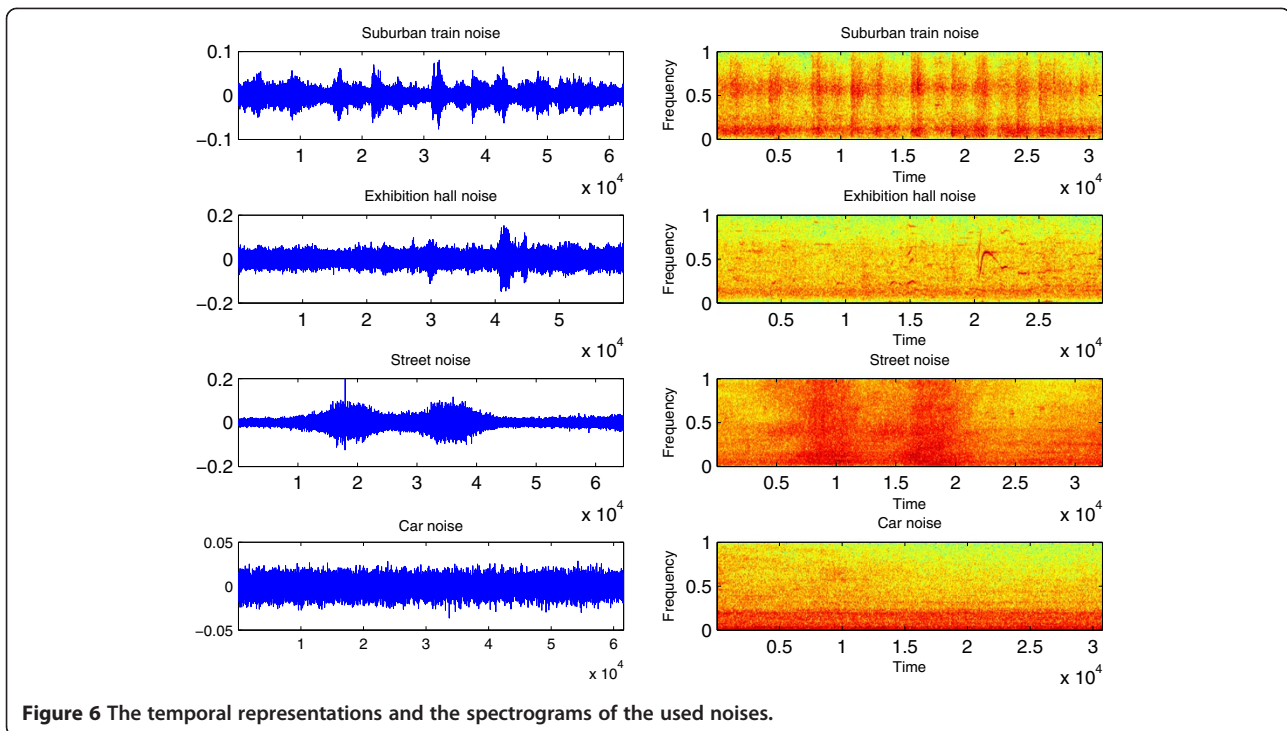 Suburban train noise
0.1
0
−0.1
1 2 3 4 5 6
x 10^4
Suburban train noise
Frequency
1
0.5
0
0.5 1 1.5 2 2.5 3
Time
x 10^4
Exhibition hall noise
0.2
0
−0.2
1 2 3 4 5
x 10^4
Exhibition hall noise
Frequency
1
0.5
0
0.5 1 1.5 2 2.5
Time
x 10^4
Street noise
0.2
0
−0.2
1 2 3 4 5 6
x 10^4
Street noise
Frequency
1
0.5
0
0.5 1 1.5 2 2.5 3
Time
x 10^4
Car noise
0.05
0
−0.05
1 2 3 4 5 6
x 10^4
Car noise
Frequency
1
0.5
0
0.5 1 1.5 2 2.5 3
Time
x 10^4
Figure 6 The temporal representations and the spectrograms of the used noises.